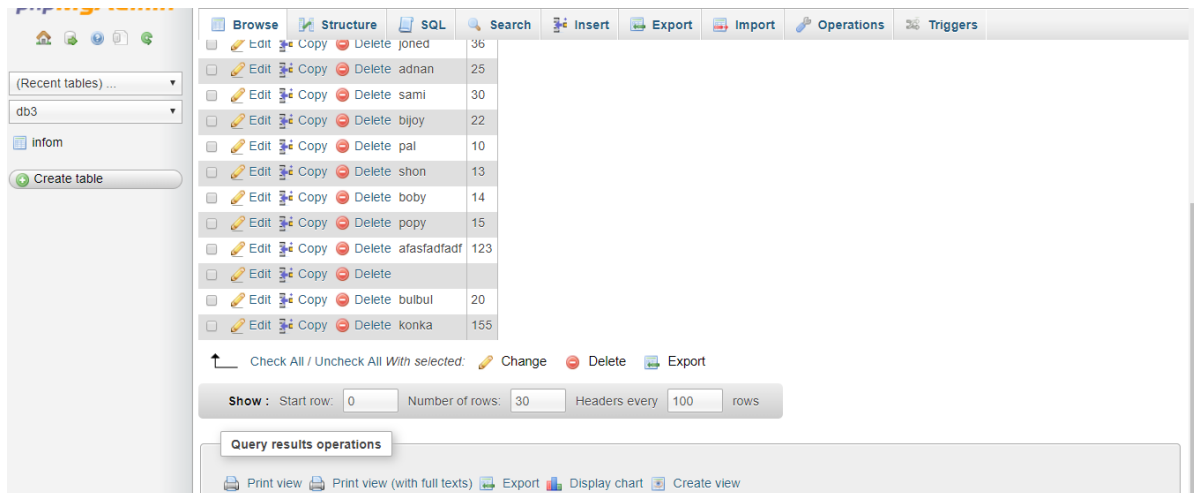 Browse Structure SQL Search Insert Export Import Operations Triggers
(Recent tables) ...
db3
infom
Create table
Edit Copy Delete joned 36
Edit Copy Delete adnan 25
Edit Copy Delete sami 30
Edit Copy Delete bijoy 22
Edit Copy Delete pal 10
Edit Copy Delete shon 13
Edit Copy Delete boby 14
Edit Copy Delete popy 15
Edit Copy Delete afasfadfadf 123
Edit Copy Delete
Edit Copy Delete bulbul 20
Edit Copy Delete konka 155
Check All / Uncheck All With selected: Change Delete Export
Show : Start row: 0 Number of rows: 30 Headers every 100 rows
Query results operations
Print view Print view (with full texts) Export Display chart Create view